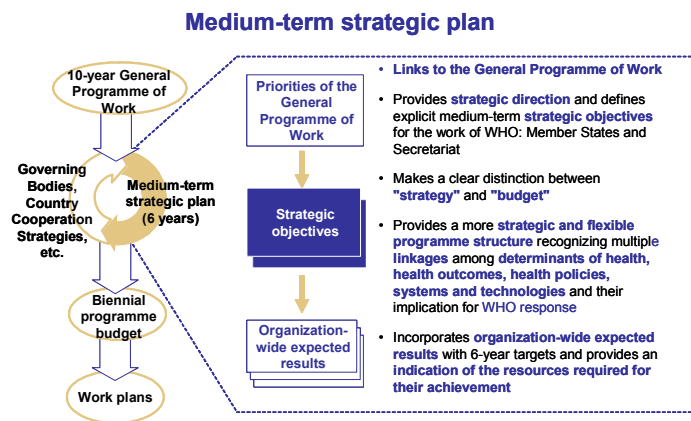 Medium-term strategic plan
10-year General
Programme of
Work
Governing
Bodies,
Country
Cooperation
Strategies,
etc.
Medium-term
strategic plan
(6 years)
Biennial
programme
budget
Work plans
Priorities of the
General
Programme of
Work
Strategic
objectives
Organization-
wide expected
results
• Links to the General Programme of Work
• Provides strategic direction and defines
explicit medium-term strategic objectives
for the work of WHO: Member States and
Secretariat
• Makes a clear distinction between
"strategy" and "budget"
• Provides a more strategic and flexible
programme structure recognizing multiple
linkages among determinants of health,
health outcomes, health policies,
systems and technologies and their
implication for WHO response
• Incorporates organization-wide expected
results with 6-year targets and provides an
indication of the resources required for
their achievement